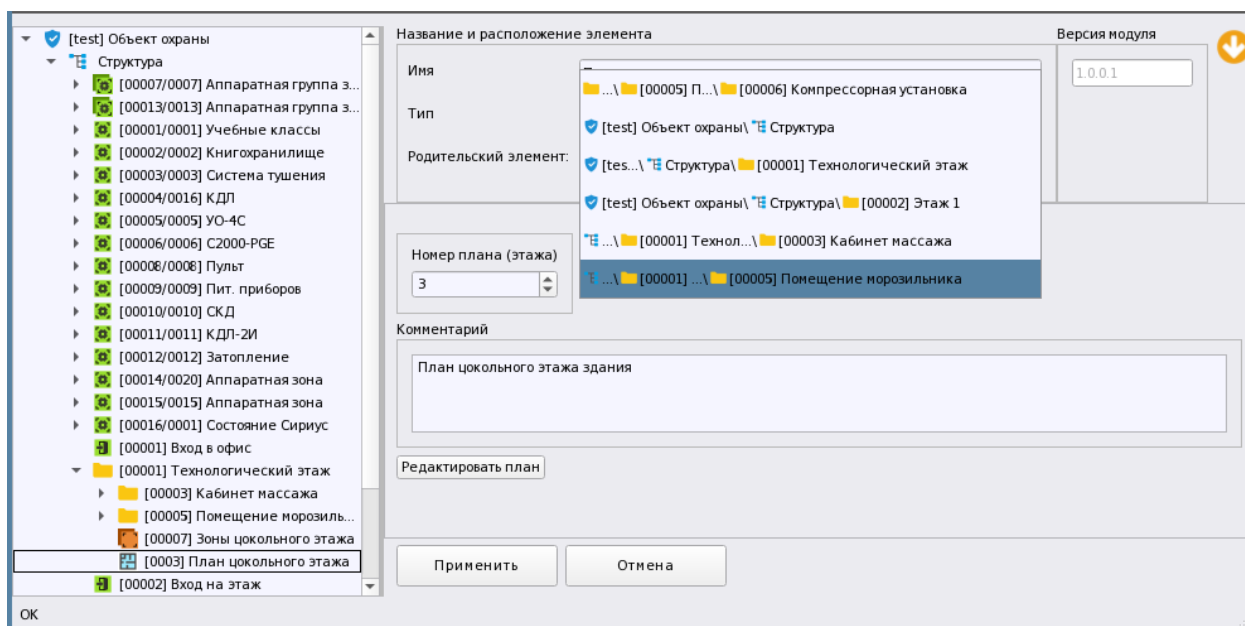 [test] Объект охраны
Структура
[00007/0007] Аппаратная группа з...
[00013/0013] Аппаратная группа з...
[00001/0001] Учебные классы
[00002/0002] Книгохранилище
[00003/0003] Система тушения
[00004/0016] КДЛ
[00005/0005] УО-4С
[00006/0006] С2000-PGE
[00008/0008] Пульт
[00009/0009] Пит. приборов
[00010/0010] СКД
[00011/0011] КДЛ-2И
[00012/0012] Затопление
[00014/0020] Аппаратная зона
[00015/0015] Аппаратная зона
[00016/0001] Состояние Сириус
[00001] Вход в офис
[00001] Технологический этаж
[00003] Кабинет массажа
[00005] Помещение морозиль...
[00007] Зоны цокольного этажа
[0003] План цокольного этажа
[00002] Вход на этаж
OK
Название и расположение элемента
Имя
Тип
Родительский элемент:
...\ [00005] П...\ [00006] Компрессорная установка
[test] Объект охраны\ Структура
[tes...\ Структура\ [00001] Технологический этаж
[test] Объект охраны\ Структура\ [00002] Этаж 1
...\ [00001] Технол...\ [00003] Кабинет массажа
...\ [00001] ...\ [00005] Помещение морозильника
Версия модуля
1.0.0.1
Номер плана (этажа)
3
Комментарий
План цокольного этажа здания
Редактировать план
Применить
Отмена